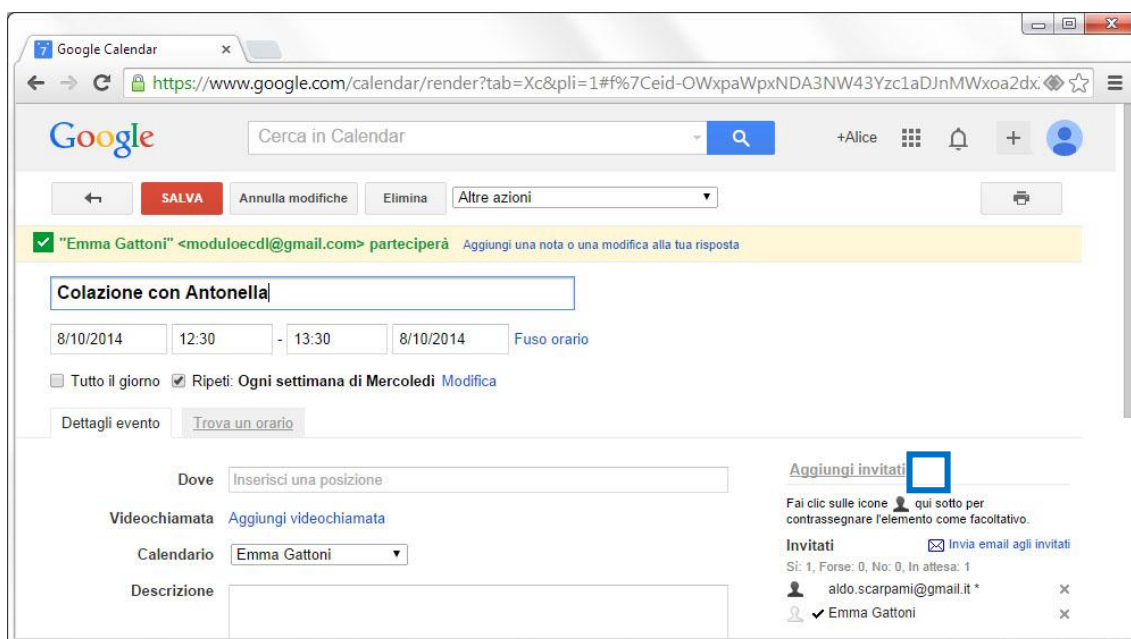 Google Calendar
https://www.google.com/calendar/render?tab=Xc&pli=1#f%7Ceid-OWxpaWpxNDA3NW43Yzc1aDJnMWxoa2dx
Google Cerca in Calendar +Alice
SALVA Annulla modifiche Elimina Altre azioni
"Emma Gattoni" <moduloecdl@gmail.com> parteciperà Aggiungi una nota o una modifica alla tua risposta
Colazione con Antonella
8/10/2014 12:30 - 13:30 8/10/2014 Fuso orario
Tutto il giorno Ripeti: Ogni settimana di Mercoledì Modifica
Dettagli evento Trova un orario
Dove Inserisci una posizione
Videochiamata Aggiungi videochiamata
Calendario Emma Gattoni
Descrizione
Aggiungi invitati
Fai clic sulle icone qui sotto per
contrassegnare l'elemento come facoltativo.
Invitati Invia email agli invitati
Sì: 1, Forse: 0, No: 0, In attesa: 1
aldo.scarpami@gmail.it *
Emma Gattoni